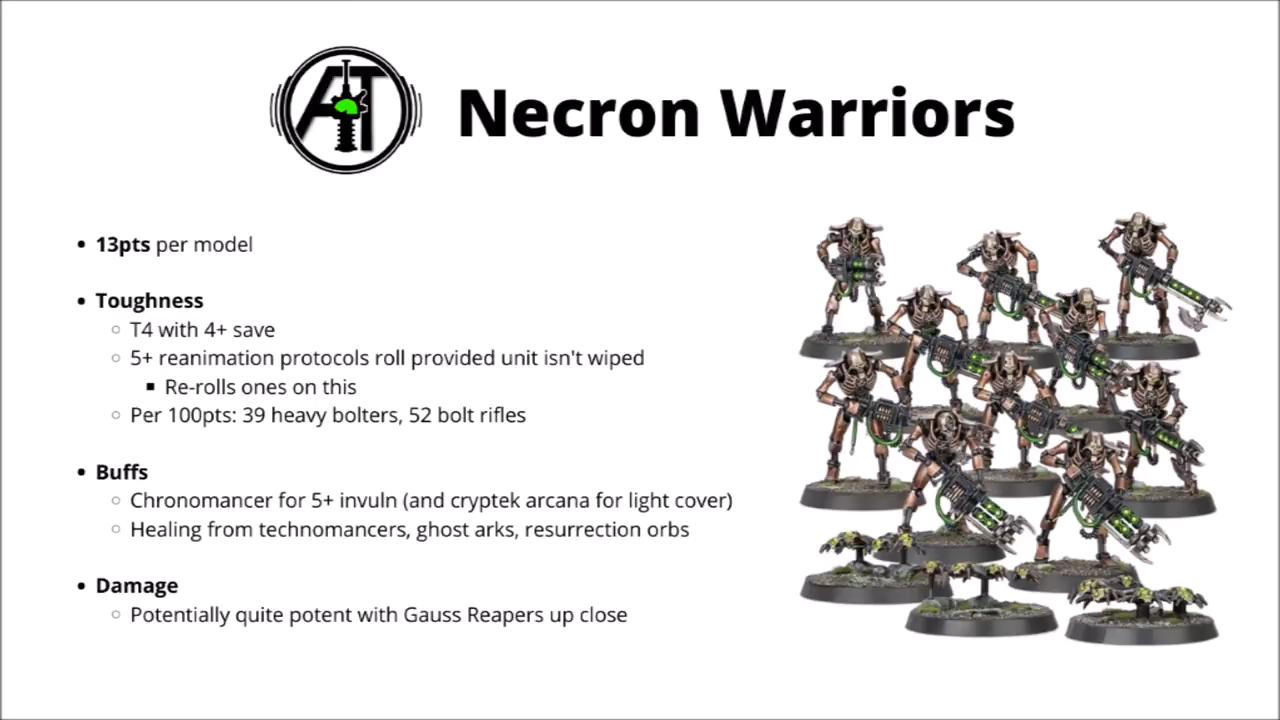 AT
Necron Warriors
• 13pts per model
• Toughness
○ T4 with 4+ save
○ 5+ reanimation protocols roll provided unit isn't wiped
▪ Re-rolls ones on this
○ Per 100pts: 39 heavy bolters, 52 bolt rifles
• Buffs
○ Chronomancer for 5+ invuln (and cryptek arcana for light cover)
○ Healing from technomancers, ghost arks, resurrection orbs
• Damage
○ Potentially quite potent with Gauss Reapers up close